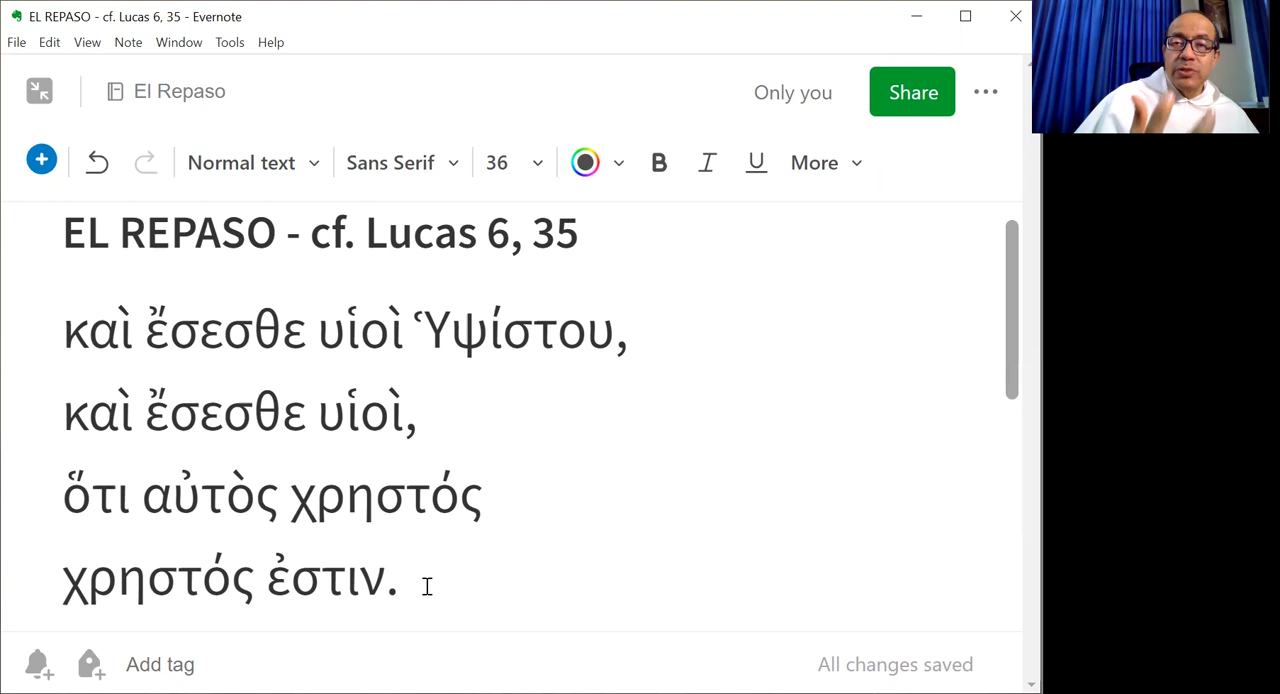 EL REPASO - cf. Lucas 6, 35 - Evernote
File Edit View Note Window Tools Help
El Repaso
Only you
Share
Normal text
Sans Serif
36
B I U
More
EL REPASO - cf. Lucas 6, 35
καὶ ἔσεσθε υἱοὶ Ὑψίστου,
καὶ ἔσεσθε υἱοὶ,
ὅτι αὐτὸς χρηστός
χρηστός ἐστιν.
Add tag
All changes saved